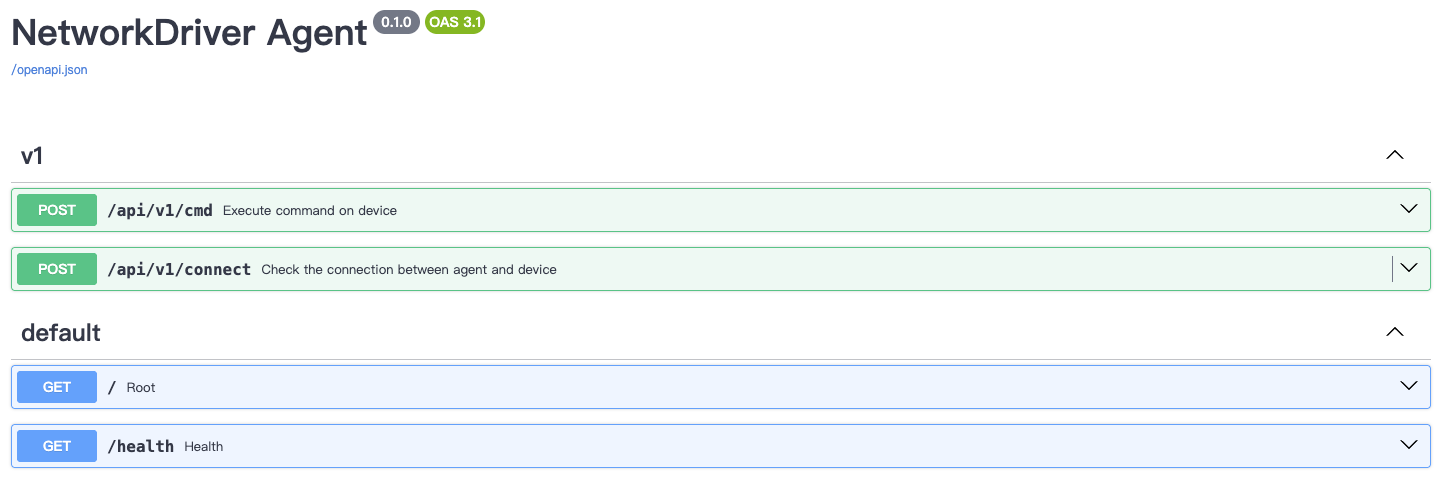 NetworkDriver Agent 0.1.0 OAS 3.1
/openapi.json
v1
POST /api/v1/cmd Execute command on device
POST /api/v1/connect Check the connection between agent and device
default
GET / Root
GET /health Health